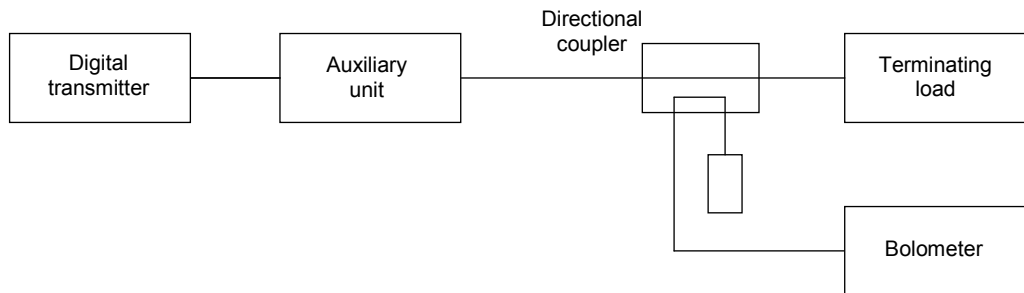 Directional
coupler
Digital
transmitter
Auxiliary
unit
Terminating
load
Bolometer